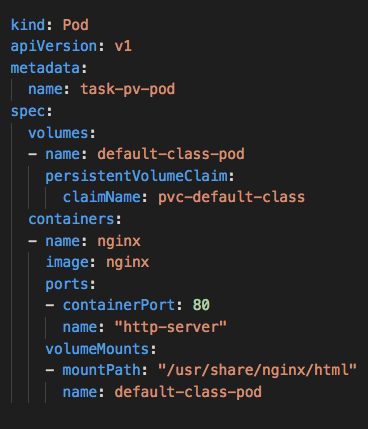 kind: Pod
apiVersion: v1
metadata:
  name: task-pv-pod
spec:
  volumes:
  - name: default-class-pod
    persistentVolumeClaim:
      claimName: pvc-default-class
  containers:
  - name: nginx
    image: nginx
    ports:
    - containerPort: 80
      name: "http-server"
    volumeMounts:
    - mountPath: "/usr/share/nginx/html"
      name: default-class-pod